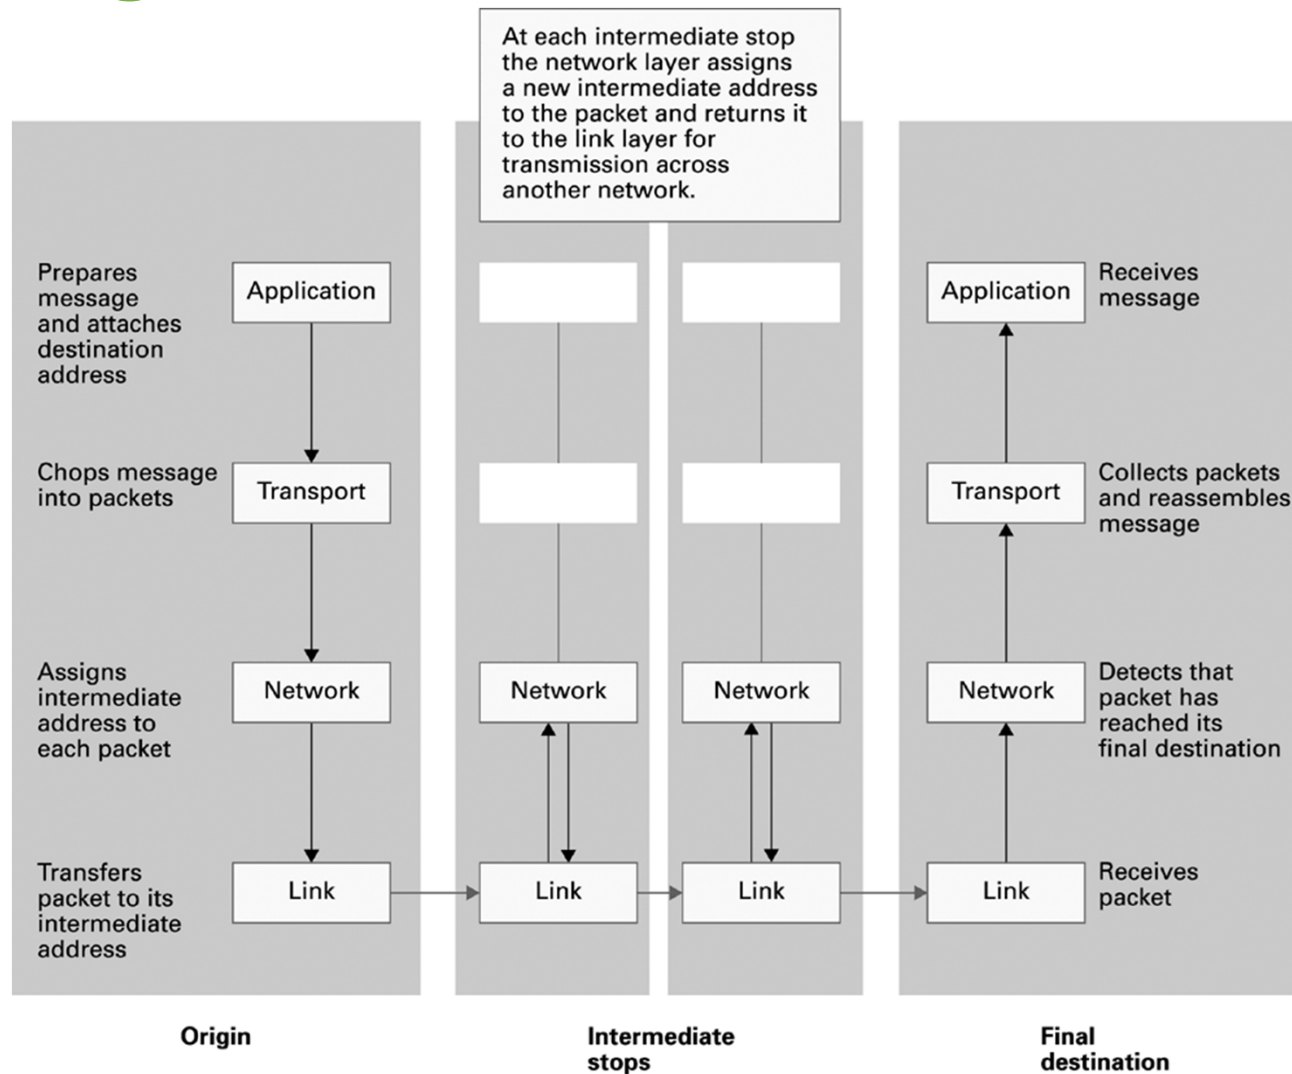 At each intermediate stop
the network layer assigns
a new intermediate address
to the packet and returns it
to the link layer for
transmission across
another network.
Prepares
message
and attaches
destination
address
Application
Application
Receives
message
Chops message
into packets
Transport
Transport
Collects packets
and reassembles
message
Assigns
intermediate
address to
each packet
Network
Network
Network
Network
Detects that
packet has
reached its
final destination
Transfers
packet to its
intermediate
address
Link
Link
Link
Link
Receives
packet
Origin
Intermediate
stops
Final
destination